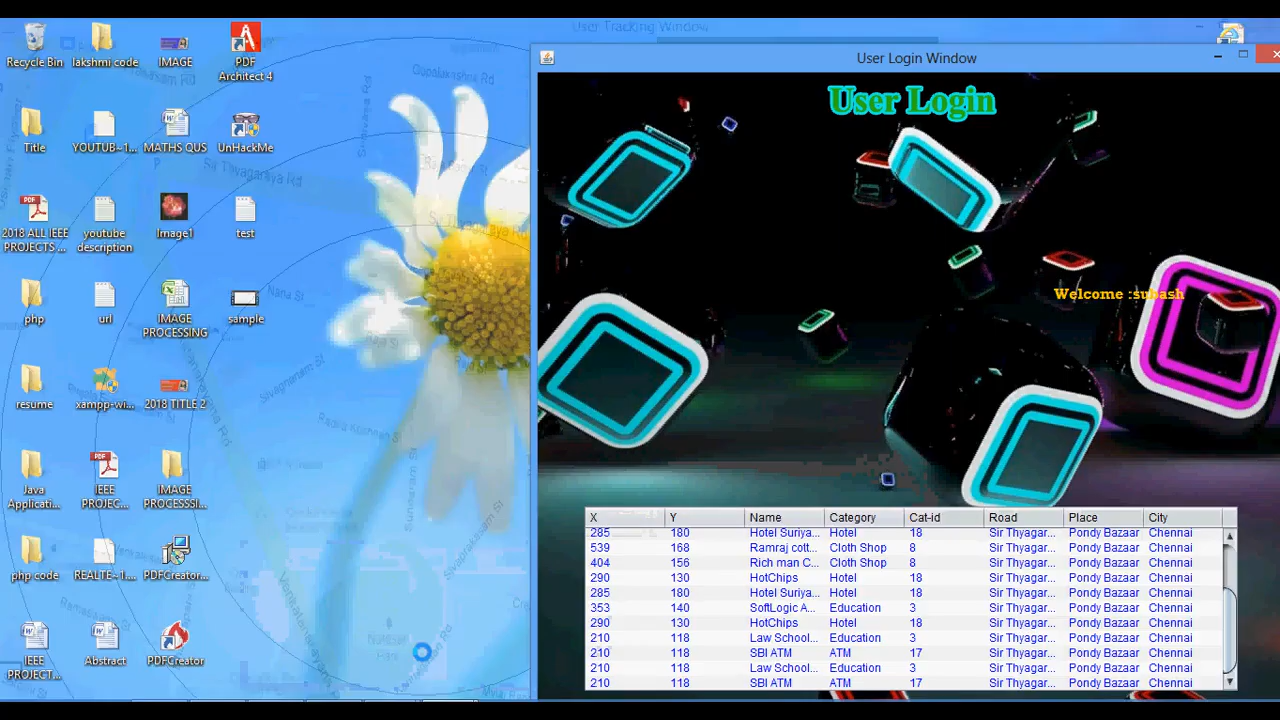 User Tracking Window
User Login Window
User Login
Welcome :subash
Recycle Bin
lakshmi code
IMAGE
PDF
Architect 4
Title
YOUTUB~1...
MATHS QUS
UnHackMe
2018 ALL IEEE
PROJECTS ...
youtube
description
Image1
test
php
url
IMAGE
PROCESSING
sample
resume
xampp-wi...
2018 TITLE 2
Java
Applicati...
IEEE
PROJEC...
IMAGE
PROCESSSI...
php code
REALTE~1....
PDFCreator...
IEEE
PROJECT...
Abstract
PDFCreator
Gopalakrishna Rd
Sir Thyagaraya Rd
Nana St
X Y Name Category Cat-id Road Place City
285 180 Hotel Suriya... Hotel 18 Sir Thyagar... Pondy Bazaar Chennai
539 168 Ramraj cott... Cloth Shop 8 Sir Thyagar... Pondy Bazaar Chennai
404 156 Rich man C... Cloth Shop 8 Sir Thyagar... Pondy Bazaar Chennai
290 130 HotChips Hotel 18 Sir Thyagar... Pondy Bazaar Chennai
285 180 Hotel Suriya... Hotel 18 Sir Thyagar... Pondy Bazaar Chennai
353 140 SoftLogic A... Education 3 Sir Thyagar... Pondy Bazaar Chennai
290 130 HotChips Hotel 18 Sir Thyagar... Pondy Bazaar Chennai
210 118 Law School... Education 3 Sir Thyagar... Pondy Bazaar Chennai
210 118 SBI ATM ATM 17 Sir Thyagar... Pondy Bazaar Chennai
210 118 Law School... Education 3 Sir Thyagar... Pondy Bazaar Chennai
210 118 SBI ATM ATM 17 Sir Thyagar... Pondy Bazaar Chennai